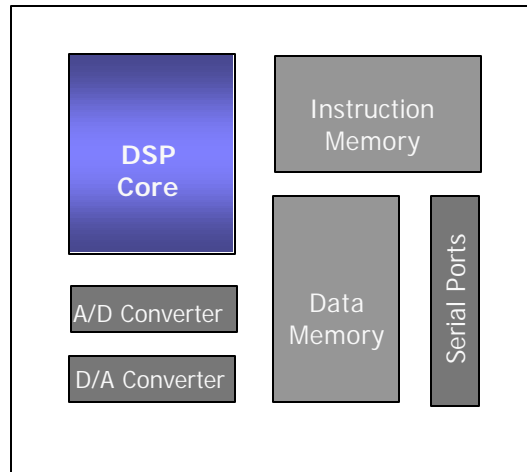 DSP
Core
Instruction
Memory
A/D Converter
D/A Converter
Data
Memory
Serial Ports